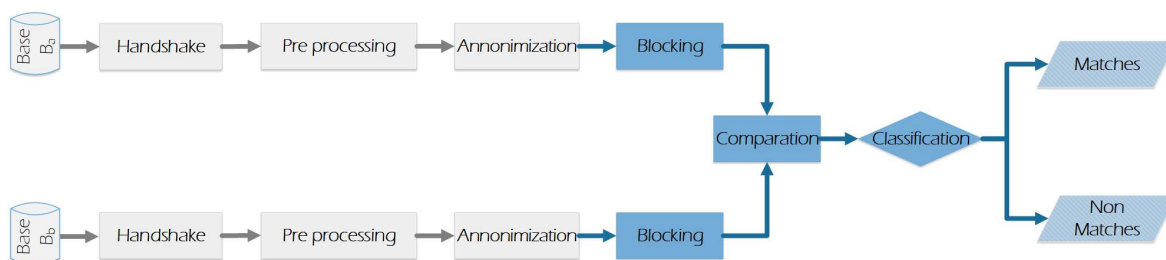 Base
Ba
Handshake
Pre processing
Annonimization
Blocking
Matches
Comparation
Classification
Base
Bb
Handshake
Pre processing
Annonimization
Blocking
Non
Matches